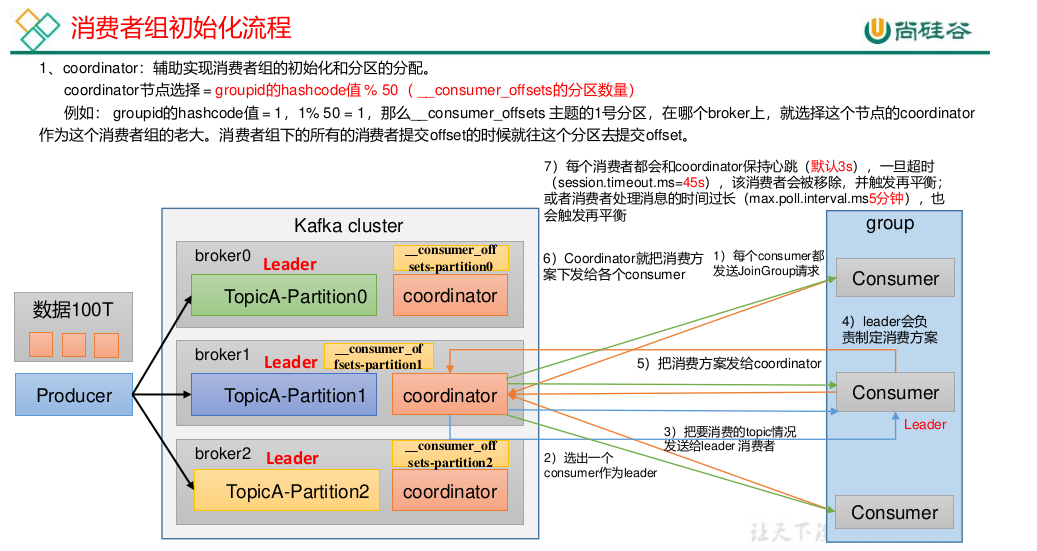 消费者组初始化流程
尚硅谷
1、coordinator：辅助实现消费者组的初始化和分区的分配。
coordinator节点选择 = groupid的hashcode值 % 50（ __consumer_offsets的分区数量）
例如： groupid的hashcode值 = 1，1% 50 = 1，那么__consumer_offsets 主题的1号分区，在哪个broker上，就选择这个节点的coordinator
作为这个消费者组的老大。消费者组下的所有的消费者提交offset的时候就往这个分区去提交offset。
7）每个消费者都会和coordinator保持心跳（默认3s），一旦超时
（session.timeout.ms=45s），该消费者会被移除，并触发再平衡；
或者消费者处理消息的时间过长（max.poll.interval.ms5分钟），也
会触发再平衡
Kafka cluster
group
broker0
Leader
__consumer_off
sets-partition0
TopicA-Partition0
coordinator
6）Coordinator就把消费方
案下发给各个consumer
1）每个consumer都
发送JoinGroup请求
Consumer
数据100T
4）leader会负
责制定消费方案
broker1
Leader
__consumer_of
fsets-partition1
5）把消费方案发给coordinator
Producer
TopicA-Partition1
coordinator
Consumer
Leader
3）把要消费的topic情况
发送给leader 消费者
broker2
Leader
__consumer_off
sets-partition2
2）选出一个
consumer作为leader
TopicA-Partition2
coordinator
Consumer
让天下没